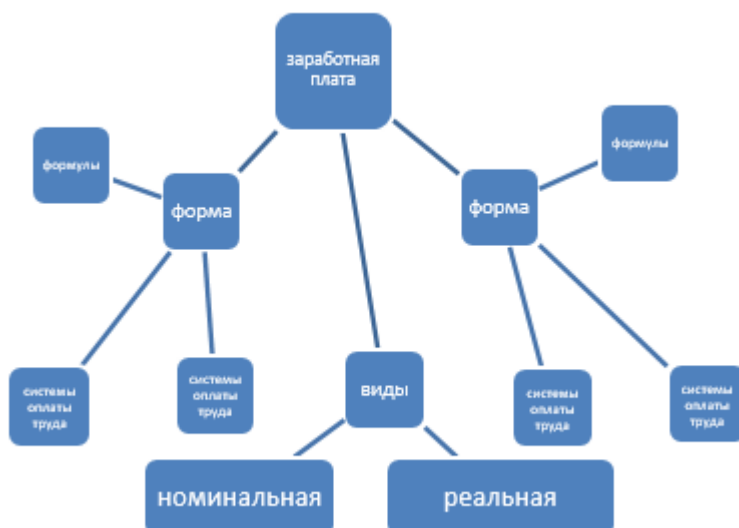 заработная
плата
формулы
формулы
форма
форма
системы
оплаты
труда
системы
оплаты
труда
виды
системы
оплаты
труда
системы
оплаты
труда
номинальная
реальная